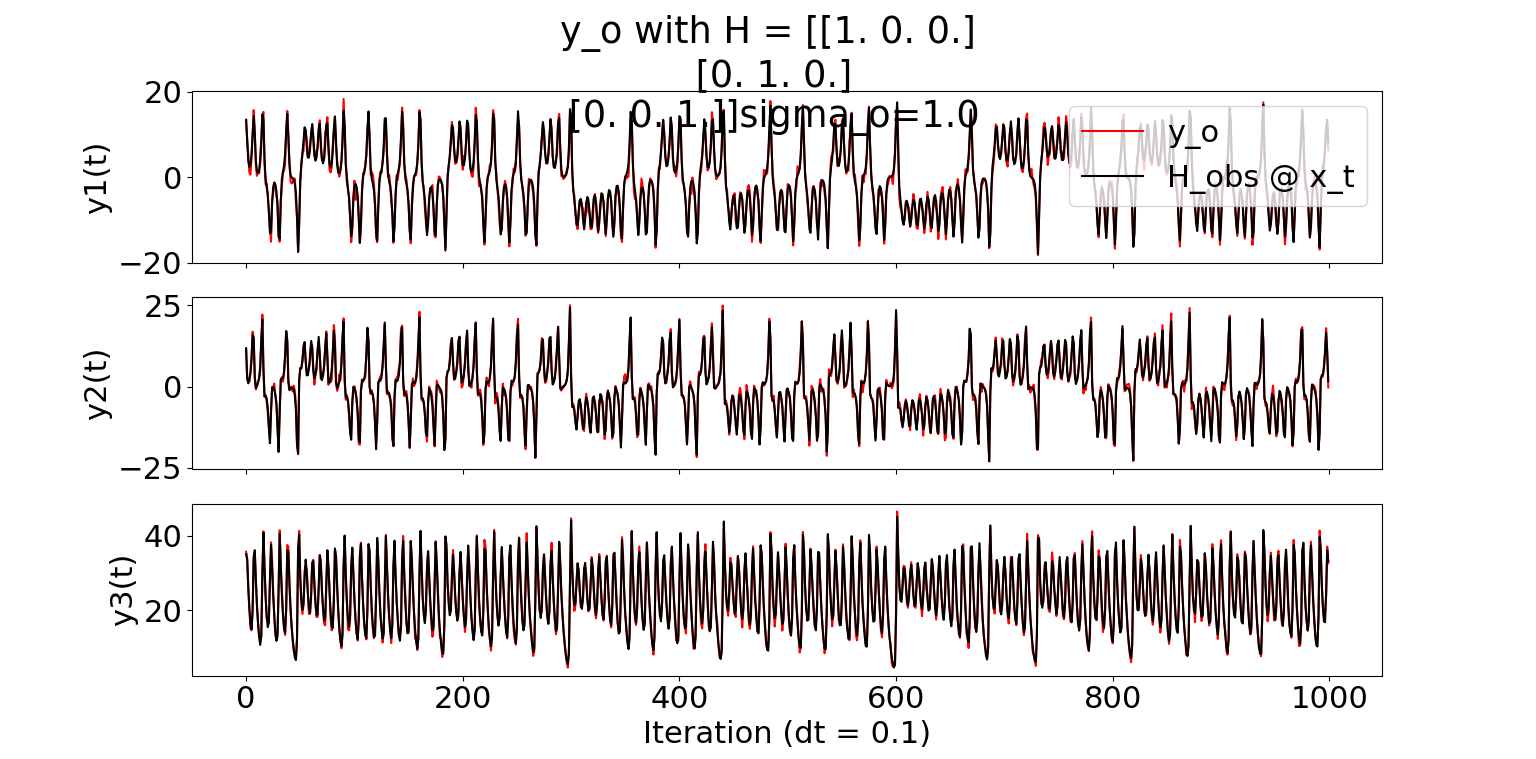 y_o with H = [[1. 0. 0.]
[0. 1. 0.]
[0. 0. 1.]]sigma_o=1.0
20
0
−20
y1(t)
y_o
H_obs @ x_t
25
0
−25
y2(t)
40
20
y3(t)
0 200 400 600 800 1000
Iteration (dt = 0.1)